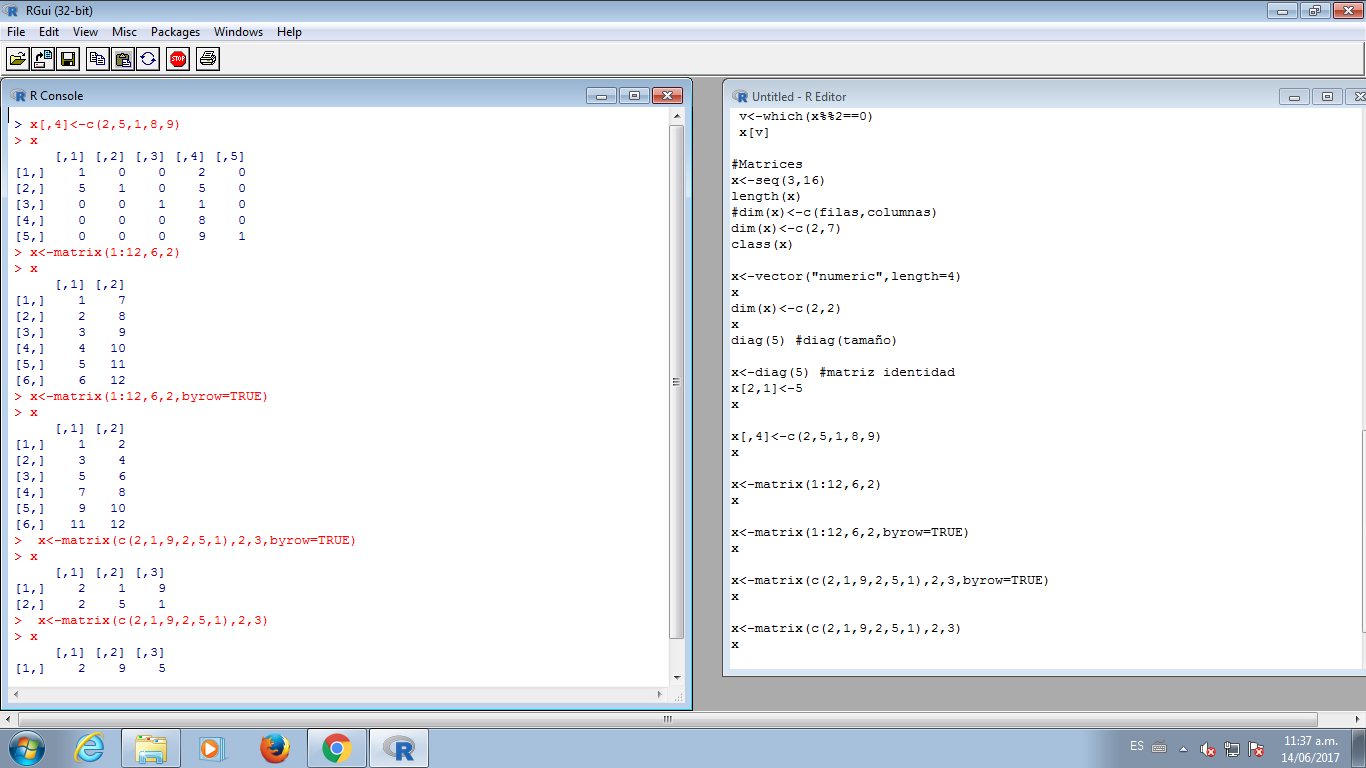 RGui (32-bit)
File Edit View Misc Packages Windows Help
STOP
R Console
> x[,4]<-c(2,5,1,8,9)
> x
     [,1] [,2] [,3] [,4] [,5]
[1,]    1    0    0    2    0
[2,]    5    1    0    5    0
[3,]    0    0    1    1    0
[4,]    0    0    0    8    0
[5,]    0    0    0    9    1
> x<-matrix(1:12,6,2)
> x
     [,1] [,2]
[1,]    1    7
[2,]    2    8
[3,]    3    9
[4,]    4   10
[5,]    5   11
[6,]    6   12
> x<-matrix(1:12,6,2,byrow=TRUE)
> x
     [,1] [,2]
[1,]    1    2
[2,]    3    4
[3,]    5    6
[4,]    7    8
[5,]    9   10
[6,]   11   12
>  x<-matrix(c(2,1,9,2,5,1),2,3,byrow=TRUE)
> x
     [,1] [,2] [,3]
[1,]    2    1    9
[2,]    2    5    1
>  x<-matrix(c(2,1,9,2,5,1),2,3)
> x
     [,1] [,2] [,3]
[1,]    2    9    5
Untitled - R Editor
 v<-which(x%%2==0)
 x[v]
#Matrices
x<-seq(3,16)
length(x)
#dim(x)<-c(filas,columnas)
dim(x)<-c(2,7)
class(x)
x<-vector("numeric",length=4)
x
dim(x)<-c(2,2)
x
diag(5) #diag(tamaño)
x<-diag(5) #matriz identidad
x[2,1]<-5
x
x[,4]<-c(2,5,1,8,9)
x
x<-matrix(1:12,6,2)
x
x<-matrix(1:12,6,2,byrow=TRUE)
x
x<-matrix(c(2,1,9,2,5,1),2,3,byrow=TRUE)
x
x<-matrix(c(2,1,9,2,5,1),2,3)
x
ES
11:37 a.m.
14/06/2017